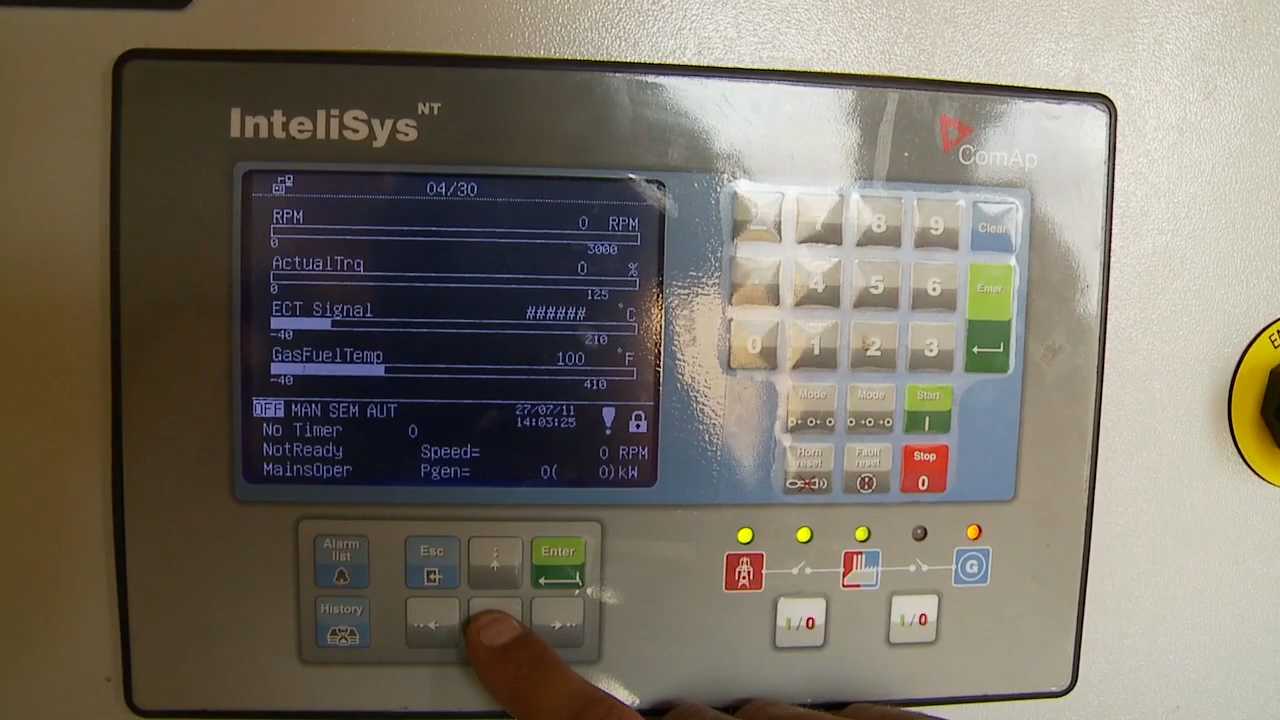 InteliSys NT
ComAp
04/30
RPM 0 RPM
0 3000
ActualTrq 0 %
0 125
ECT Signal ###### °C
-40 210
GasFuelTemp 100 °F
-40 410
OFF MAN SEM AUT 27/07/11
14:03:25
No Timer 0
NotReady Speed= 0 RPM
MainsOper Pgen= 0( 0)kW
7 8 9 Clear
4 5 6 Enter
0 1 2 3
Mode Mode Start
I
Horn reset Fault reset Stop
0
Alarm list Esc Enter
History
G
I/0 I/0